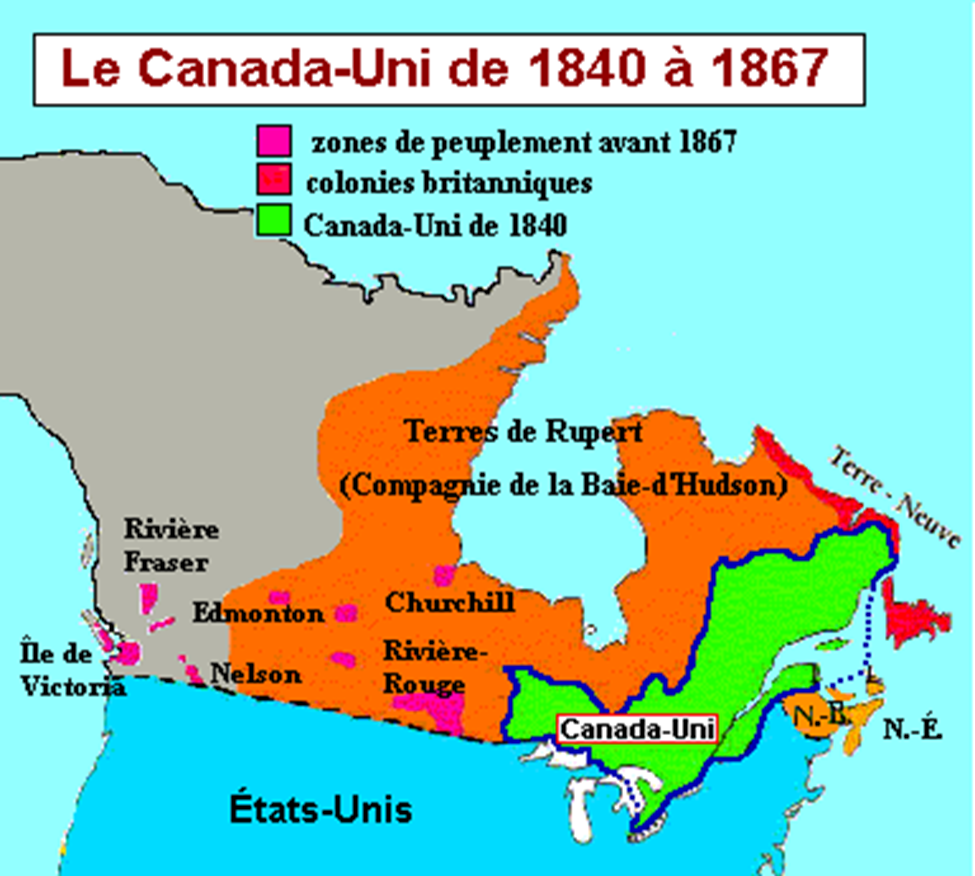 Le Canada-Uni de 1840 à 1867
zones de peuplement avant 1867
colonies britanniques
Canada-Uni de 1840
Terres de Rupert
(Compagnie de la Baie-d'Hudson)
Terre - Neuve
Rivière
Fraser
Edmonton
Churchill
Île de
Victoria
Nelson
Rivière-
Rouge
Canada-Uni
N.-B.
N.-É.
États-Unis